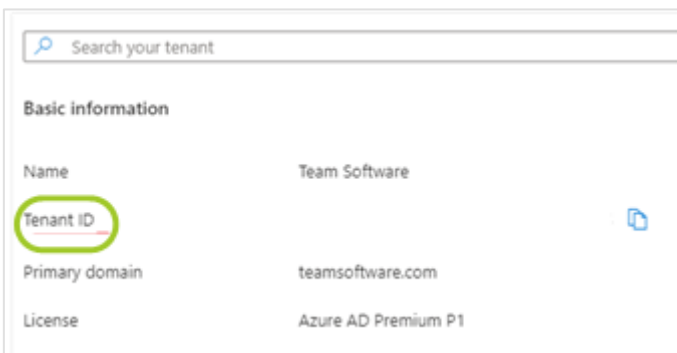 Search your tenant
Basic information
Name Team Software
Tenant ID
Primary domain teamsoftware.com
License Azure AD Premium P1